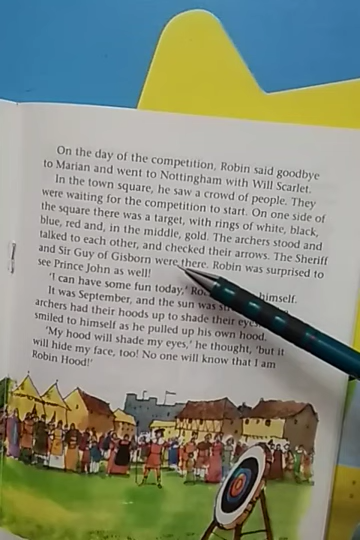 On the day of the competition, Robin said goodbye
to Marian and went to Nottingham with Will Scarlet.
In the town square, he saw a crowd of people. They
were waiting for the competition to start. On one side of
the square there was a target, with rings of white, black,
blue, red and, in the middle, gold. The archers stood and
talked to each other, and checked their arrows. The Sheriff
and Sir Guy of Gisborn were there. Robin was surprised to
see Prince John as well!
'I can have some fun today,' himself.
It was September, and the sun was
archers had their hoods up to shade their
smiled to himself as he pulled up his own hood.
'My hood will shade my eyes,' he thought, 'but it
will hide my face, too! No one will know that I am
Robin Hood!'